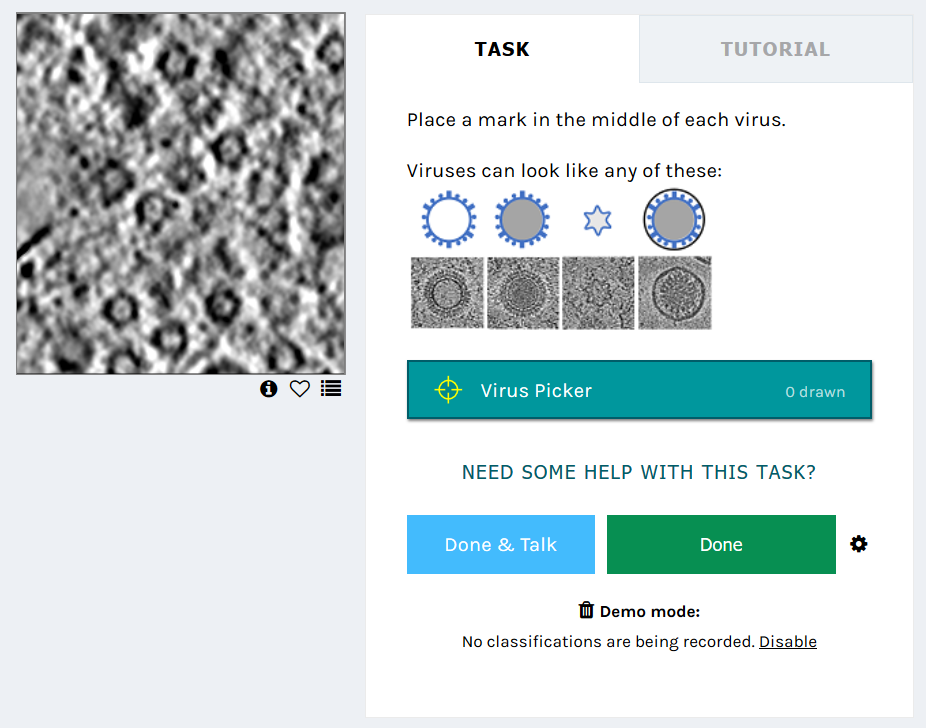 TASK
TUTORIAL
Place a mark in the middle of each virus.
Viruses can look like any of these:
Virus Picker
0 drawn
NEED SOME HELP WITH THIS TASK?
Done & Talk
Done
Demo mode:
No classifications are being recorded. Disable